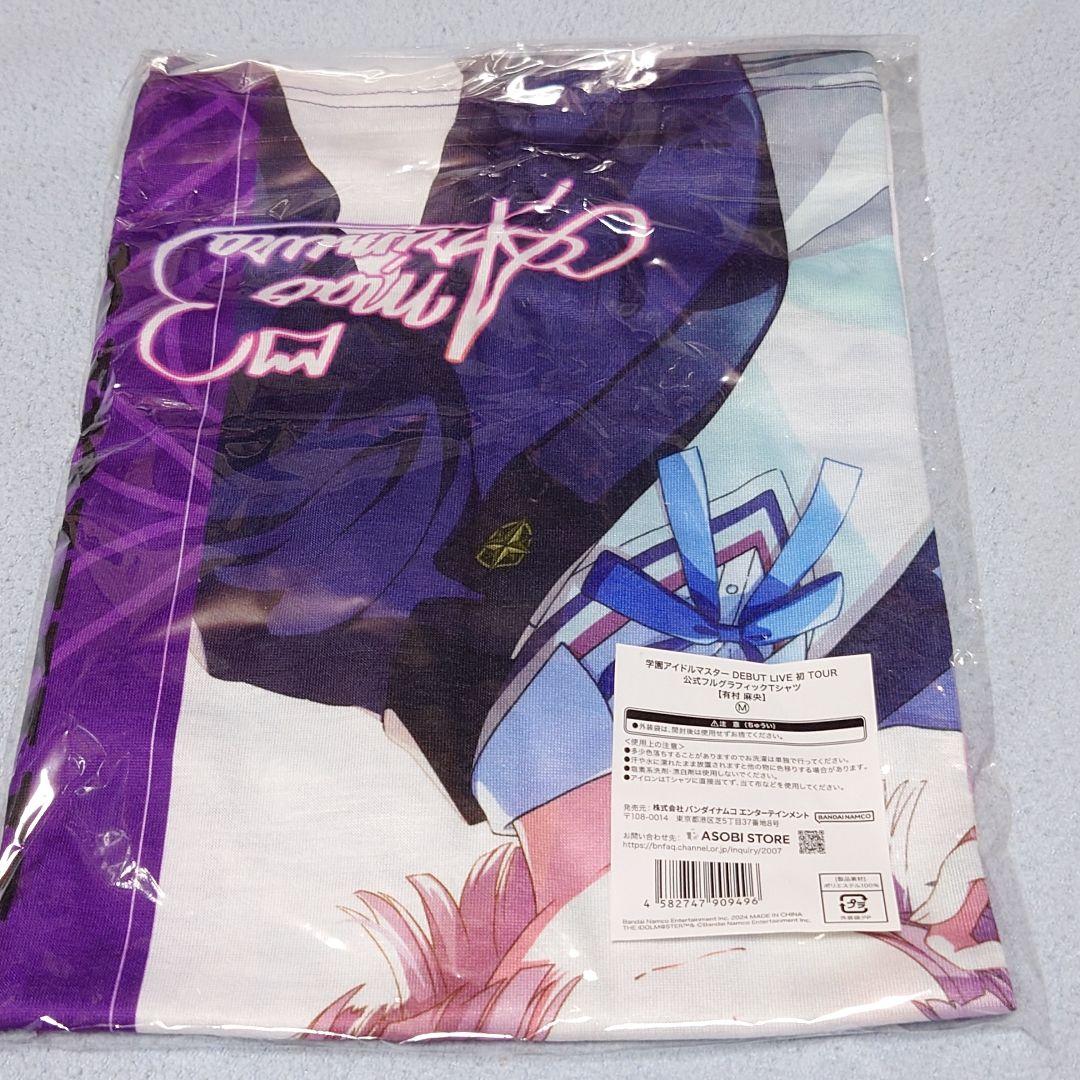 Mao
Arimura
学園アイドルマスター DEBUT LIVE 初 TOUR
公式フルグラフィックTシャツ
【有村 麻央】
M
⚠注 意 (ちゅうい)
●外装袋は、開封後は使用せずお捨てください。
<使用上の注意>
●多少色落ちすることがありますのでお洗濯は単独で行ってください。
●汗や水に濡れたまま放置されますと他の物に色移りする場合があります。
●塩素系洗剤・漂白剤は使用しないでください。
●アイロンはTシャツに直接当てず、当て布などを使用してください。
発売元: 株式会社 バンダイナムコ エンターテインメント BANDAI NAMCO
〒108-0014 東京都港区芝5丁目37番地8号
お問い合わせ先: ASOBI STORE
https://bnfaq.channel.or.jp/inquiry/2007
4 582747 909496
[製品素材]
ポリエステル100%
プラ
外装袋:PP
Bandai Namco Entertainment Inc. 2024 MADE IN CHINA
THE IDOLM@STER™& ©Bandai Namco Entertainment Inc.